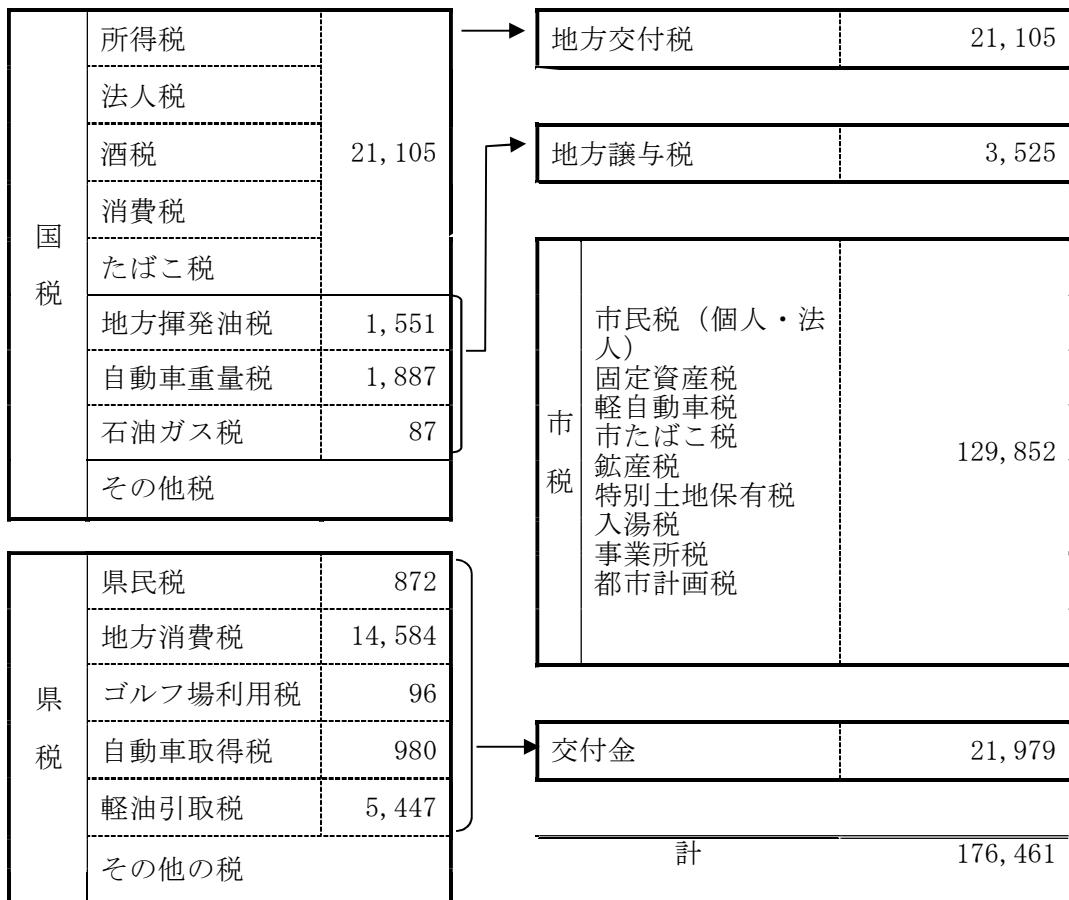 国税
所得税
法人税
酒税 21,105
消費税
たばこ税
地方揮発油税 1,551
自動車重量税 1,887
石油ガス税 87
その他税
県税
県民税 872
地方消費税 14,584
ゴルフ場利用税 96
自動車取得税 980
軽油引取税 5,447
その他の税
地方交付税 21,105
地方譲与税 3,525
市税
市民税（個人・法
人）
固定資産税
軽自動車税
市たばこ税
鉱産税
特別土地保有税
入湯税
事業所税
都市計画税
129,852
交付金 21,979
計 176,461